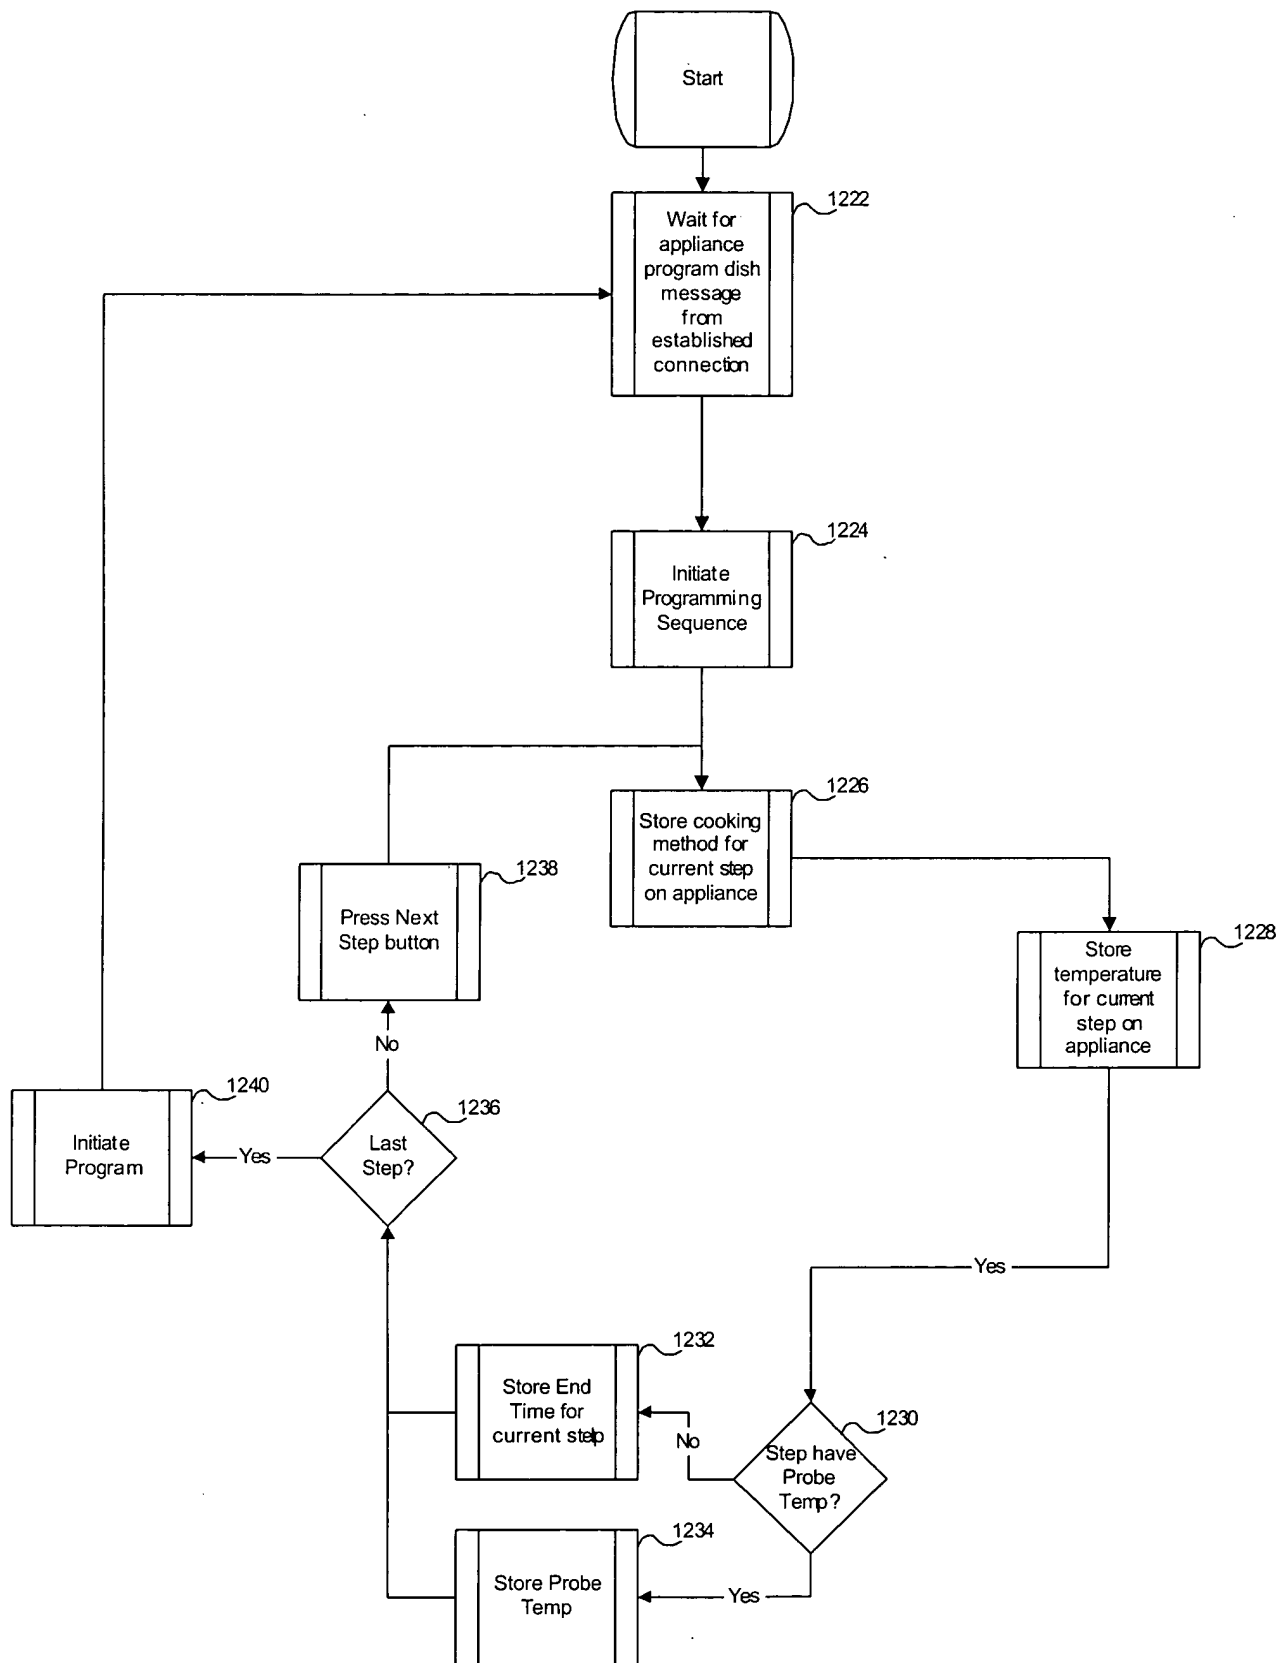 Start
1222
Wait for
appliance
program dish
message
from
established
connection
1224
Initiate
Programming
Sequence
1226
Store cooking
method for
current step
on appliance
1238
Press Next
Step button
1228
Store
temperature
for current
step on
appliance
No
1240
Initiate
Program
Yes
1236
Last
Step?
Yes
1232
Store End
Time for
current step
No
1230
Step have
Probe
Temp?
1234
Store Probe
Temp
Yes